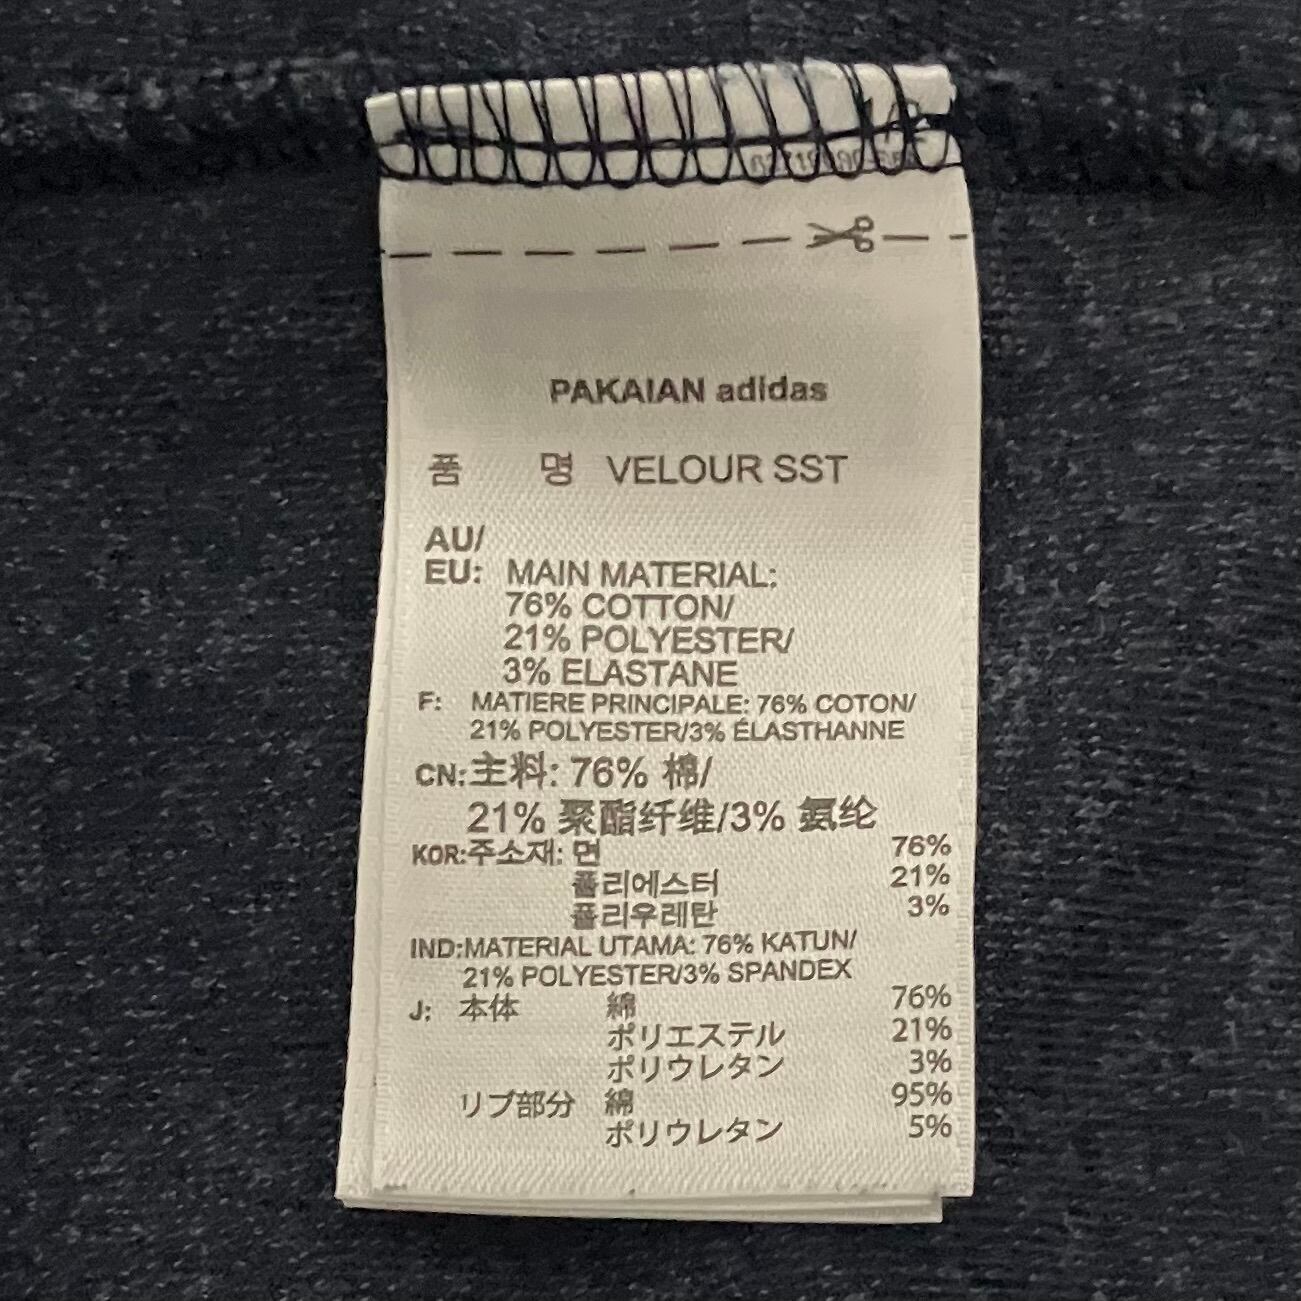 PAKAIAN adidas
품 명 VELOUR SST
AU/
EU: MAIN MATERIAL:
76% COTTON/
21% POLYESTER/
3% ELASTANE
F: MATIERE PRINCIPALE: 76% COTON/
21% POLYESTER/3% ÉLASTHANNE
CN: 主料: 76% 棉/
21% 聚酯纤维/3% 氨纶
KOR: 주소재: 면 76%
폴리에스터 21%
폴리우레탄 3%
IND: MATERIAL UTAMA: 76% KATUN/
21% POLYESTER/3% SPANDEX
J: 本体 綿 76%
ポリエステル 21%
ポリウレタン 3%
リブ部分 綿 95%
ポリウレタン 5%